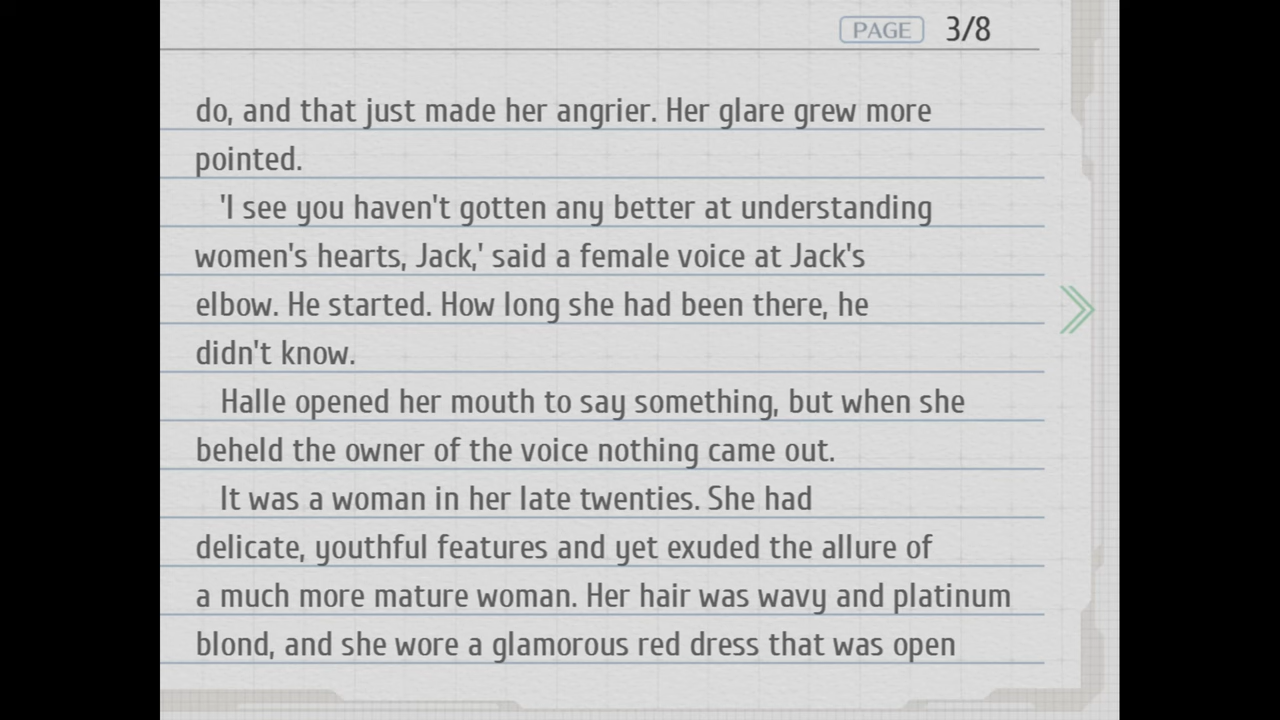 PAGE 3/8
do, and that just made her angrier. Her glare grew more
pointed.
'I see you haven't gotten any better at understanding
women's hearts, Jack,' said a female voice at Jack's
elbow. He started. How long she had been there, he
didn't know.
Halle opened her mouth to say something, but when she
beheld the owner of the voice nothing came out.
It was a woman in her late twenties. She had
delicate, youthful features and yet exuded the allure of
a much more mature woman. Her hair was wavy and platinum
blond, and she wore a glamorous red dress that was open